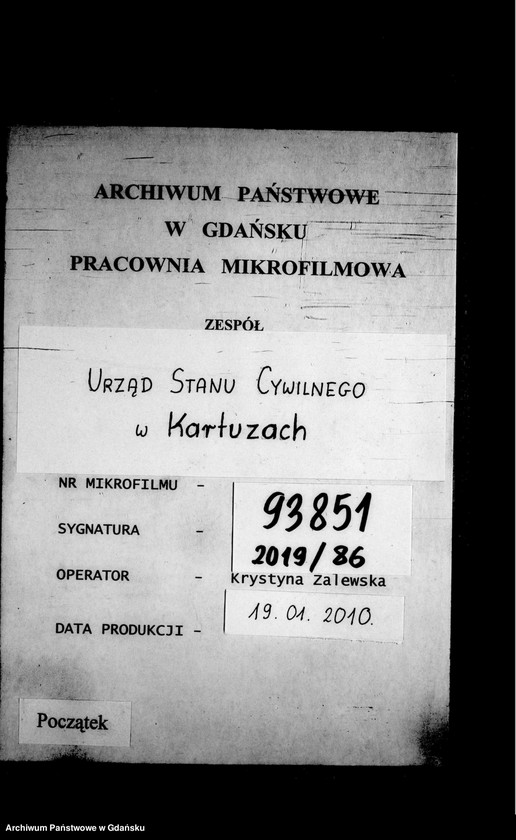 ARCHIWUM PAŃSTWOWE
W GDAŃSKU
PRACOWNIA MIKROFILMOWA
ZESPÓŁ
URZĄD STANU CYWILNEGO
w Kartuzach
NR MIKROFILMU - 93851
SYGNATURA - 2019/86
OPERATOR - Krystyna Zalewska
DATA PRODUKCJI - 19.01.2010.
Początek
Archiwum Państwowe w Gdańsku